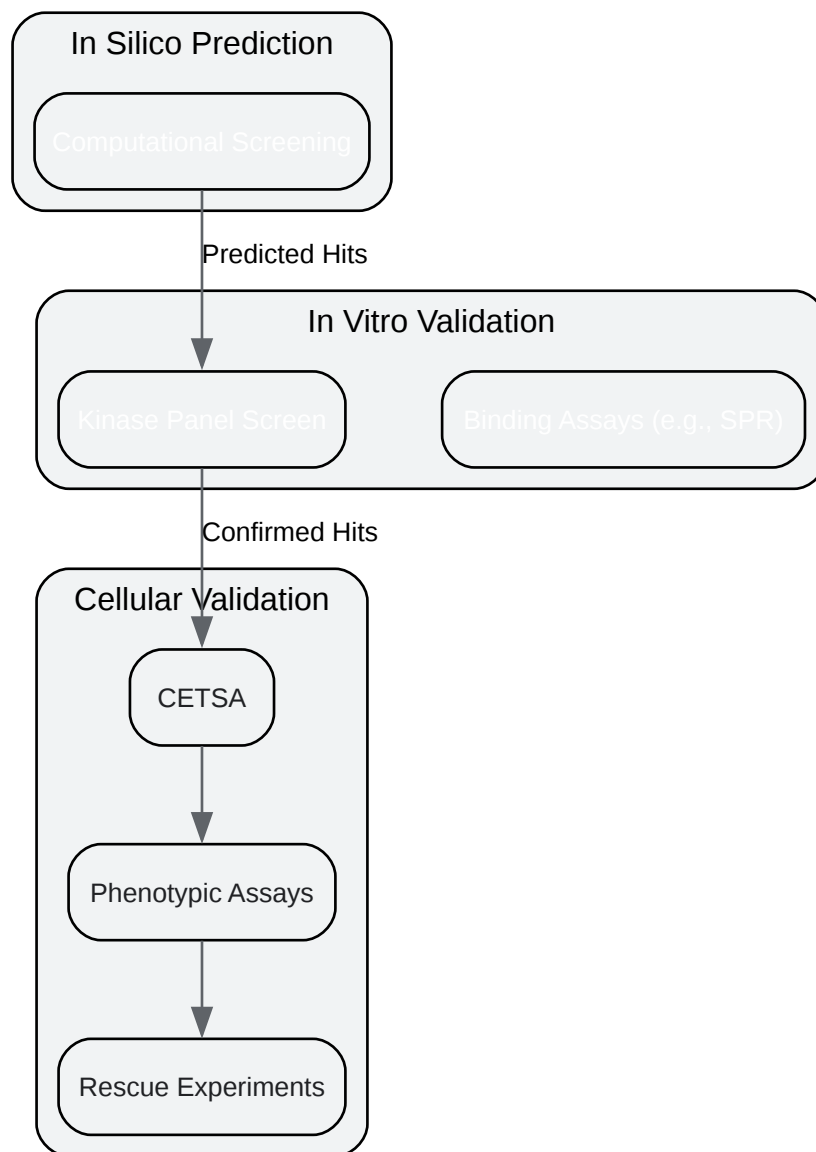 In Silico Prediction
Computational Screening
Predicted Hits
In Vitro Validation
Kinase Panel Screen
Binding Assays (e.g., SPR)
Confirmed Hits
Cellular Validation
CETSA
Phenotypic Assays
Rescue Experiments